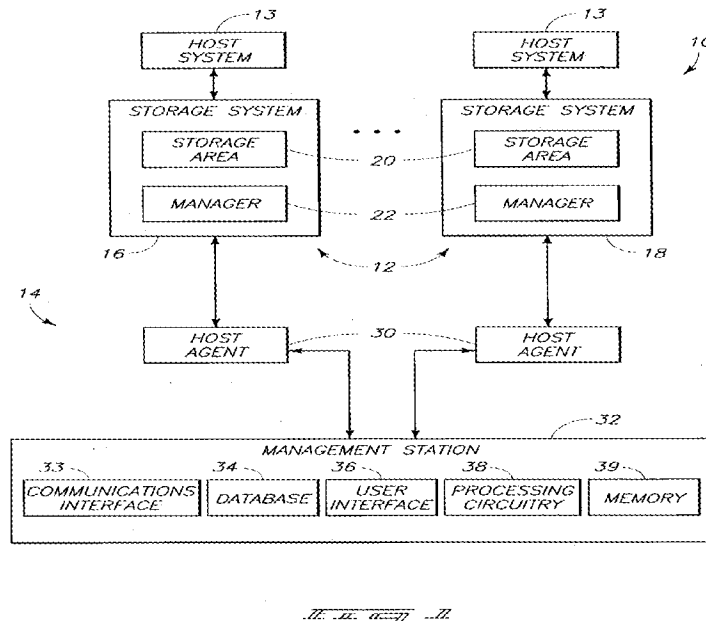 13 13 10
HOST SYSTEM HOST SYSTEM
STORAGE SYSTEM STORAGE SYSTEM
• • •
STORAGE AREA 20 STORAGE AREA
MANAGER 22 MANAGER
16 12 18
14
HOST AGENT 30 HOST AGENT
32
MANAGEMENT STATION
33 34 36 38 39
COMMUNICATIONS INTERFACE DATABASE USER INTERFACE PROCESSING CIRCUITRY MEMORY